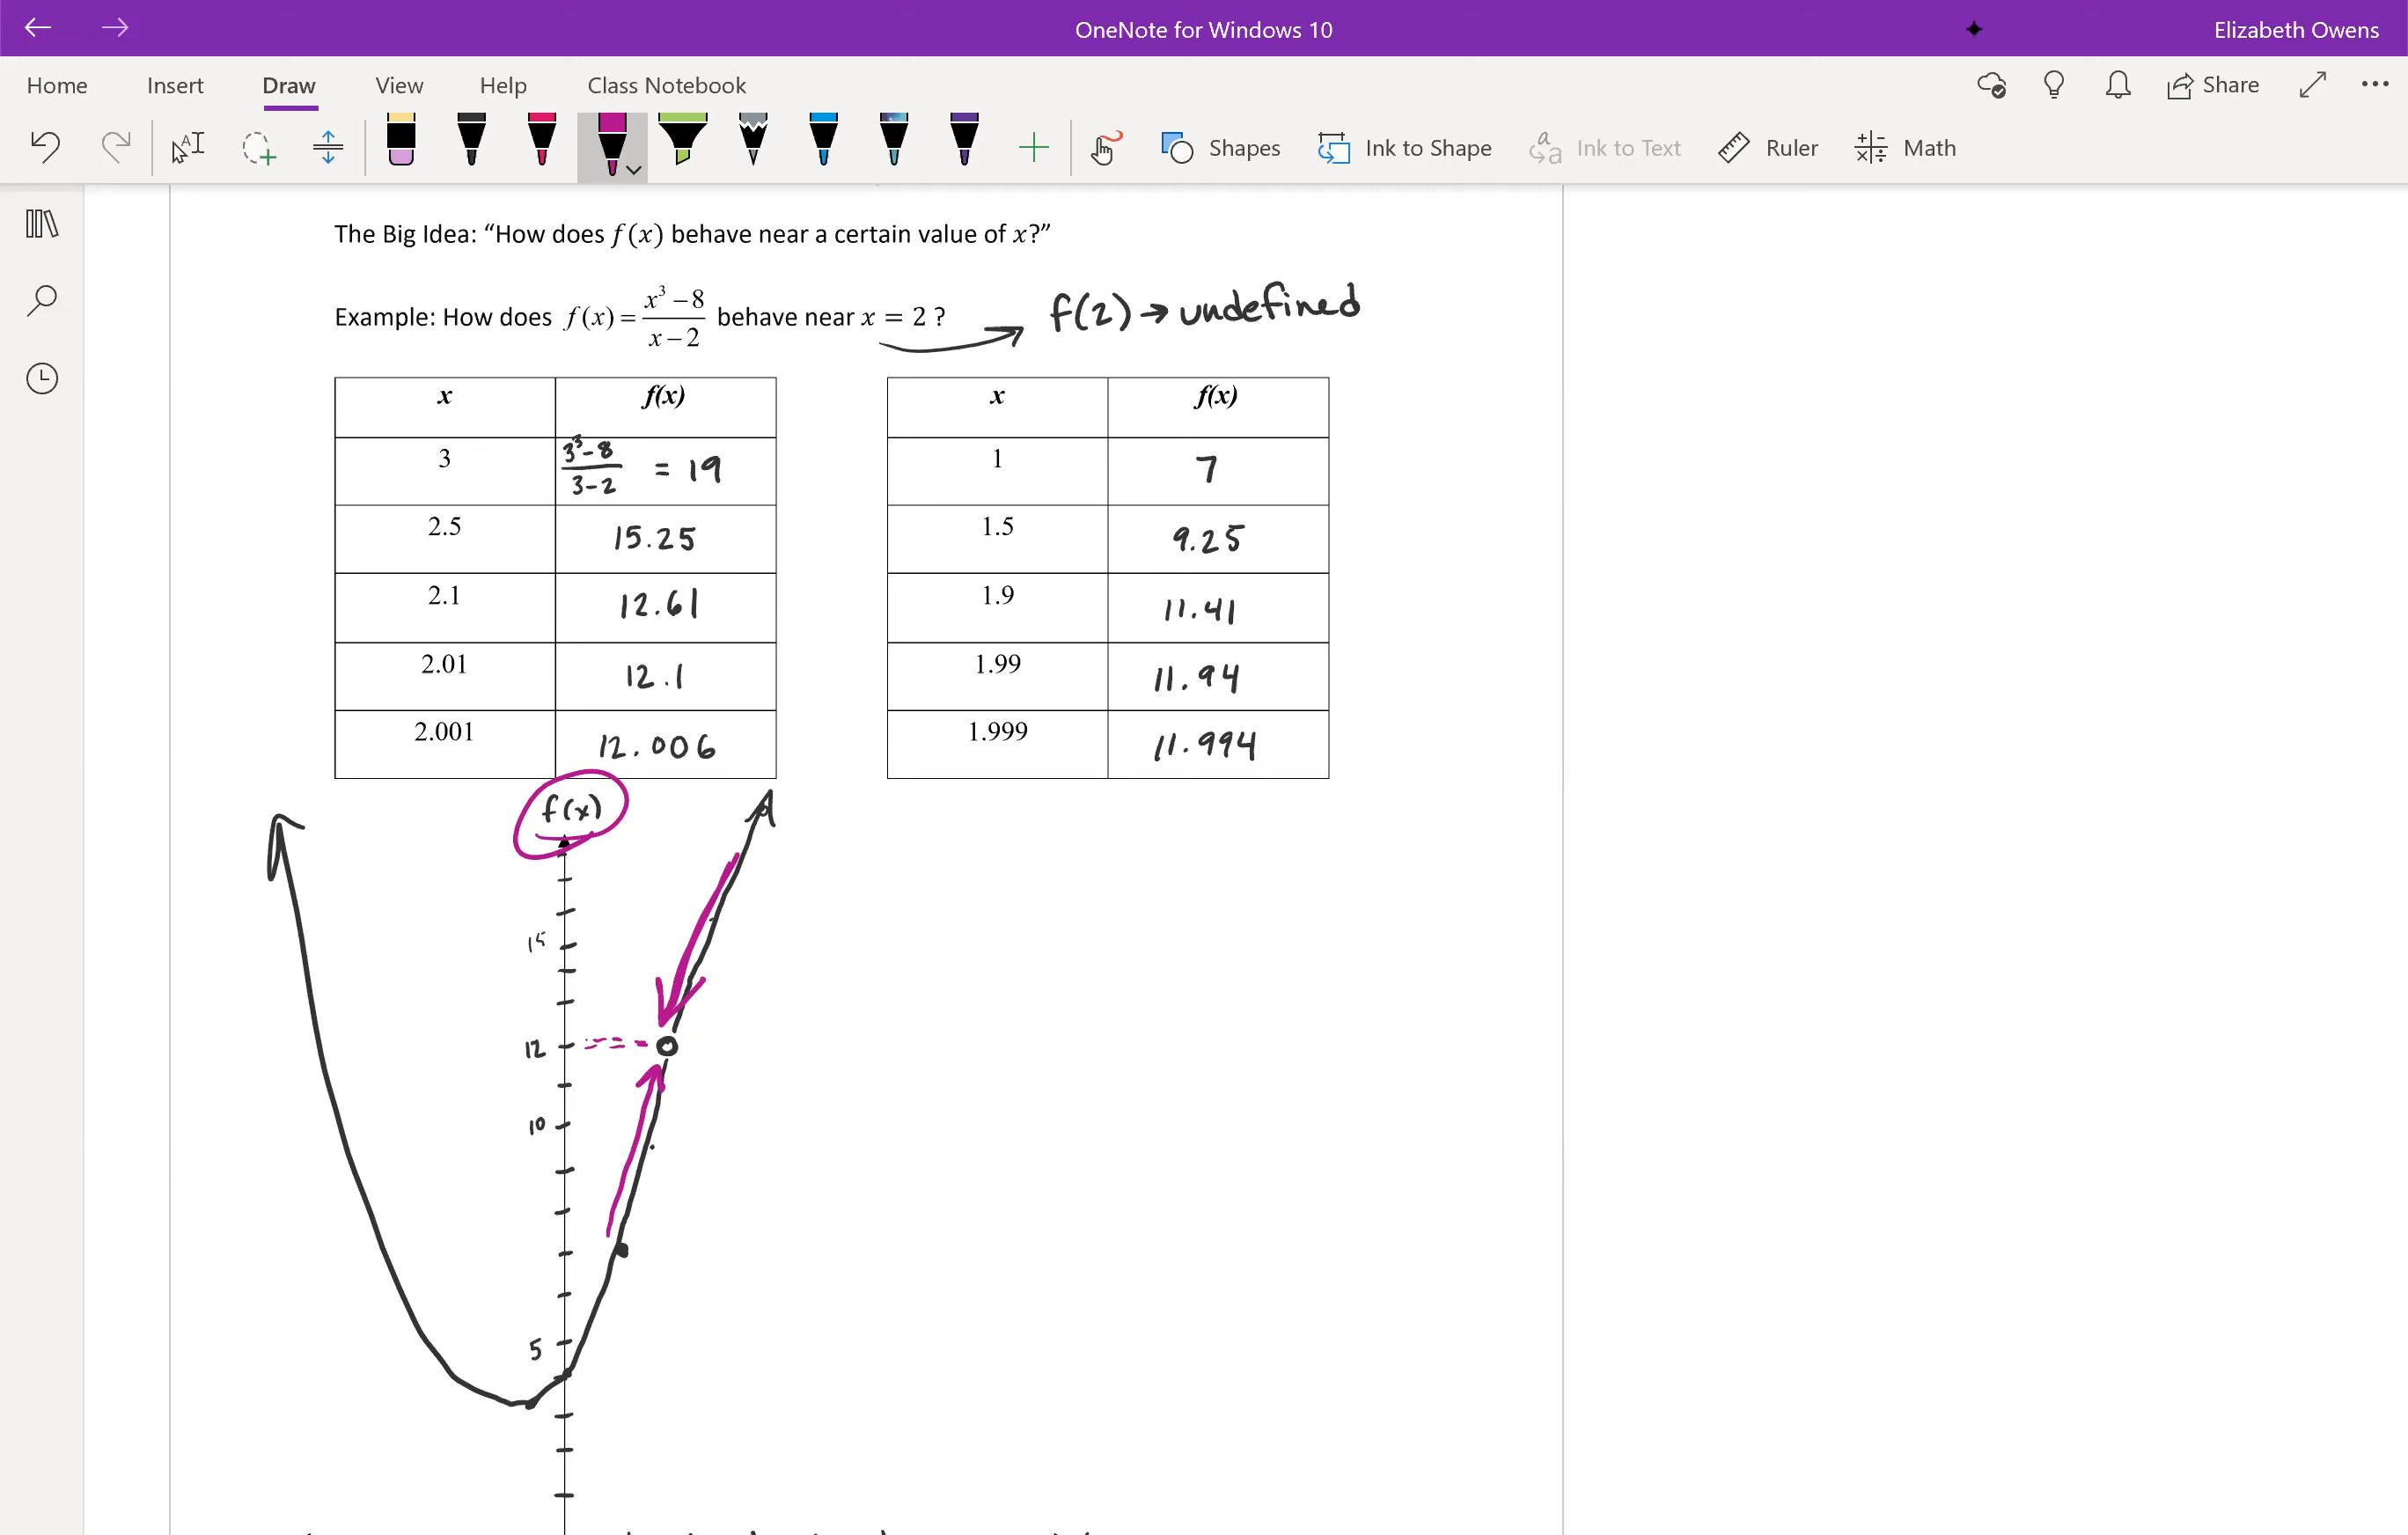 OneNote for Windows 10
Elizabeth Owens
Home Insert Draw View Help Class Notebook
Share
Shapes Ink to Shape Ink to Text Ruler Math
The Big Idea: “How does f(x) behave near a certain value of x?”
Example: How does f(x) = (x³ − 8)/(x − 2) behave near x = 2 ?
f(2) → undefined
x f(x)
3 (3³ − 8)/(3 − 2) = 19
2.5 15.25
2.1 12.61
2.01 12.1
2.001 12.006
x f(x)
1 7
1.5 9.25
1.9 11.41
1.99 11.94
1.999 11.994
f(x)
15
12
10
5